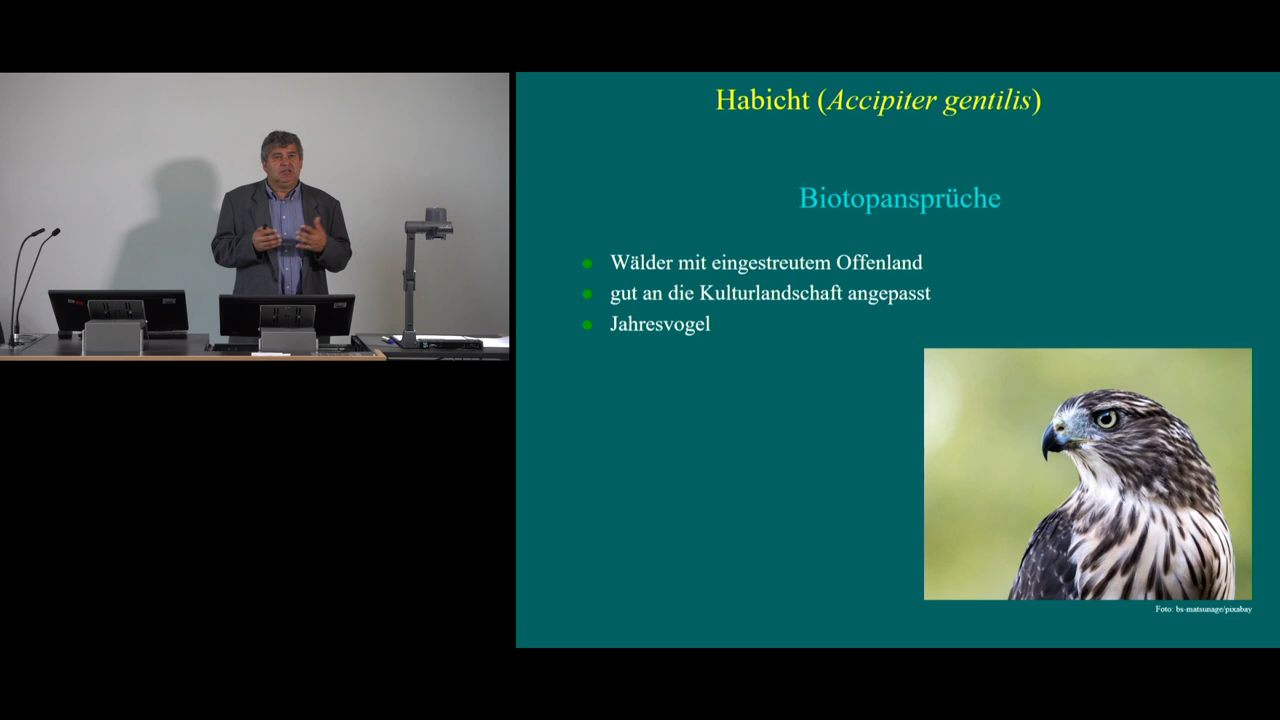 Habicht (Accipiter gentilis)
Biotopansprüche
Wälder mit eingestreutem Offenland
gut an die Kulturlandschaft angepasst
Jahresvogel
Foto: bs-matsunage/pixabay